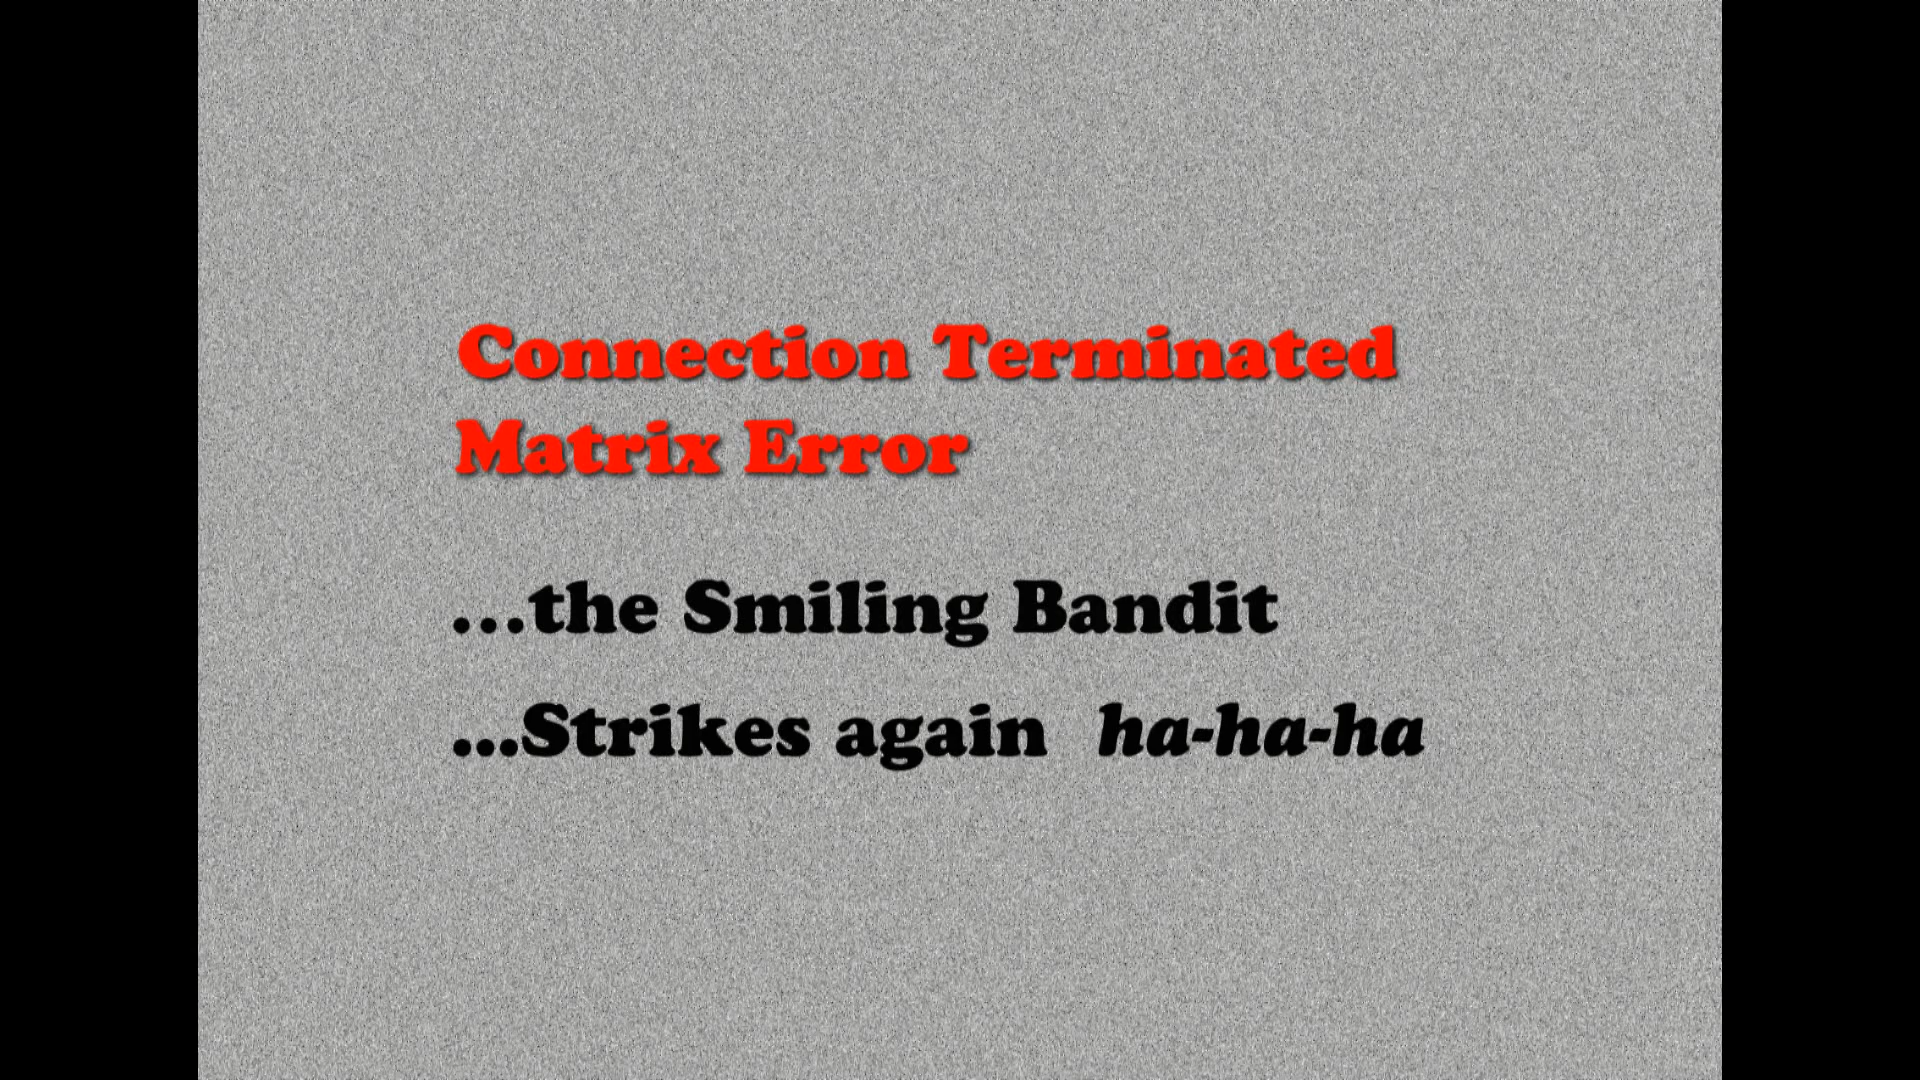 Connection Terminated
Matrix Error
...the Smiling Bandit
...Strikes again ha-ha-ha